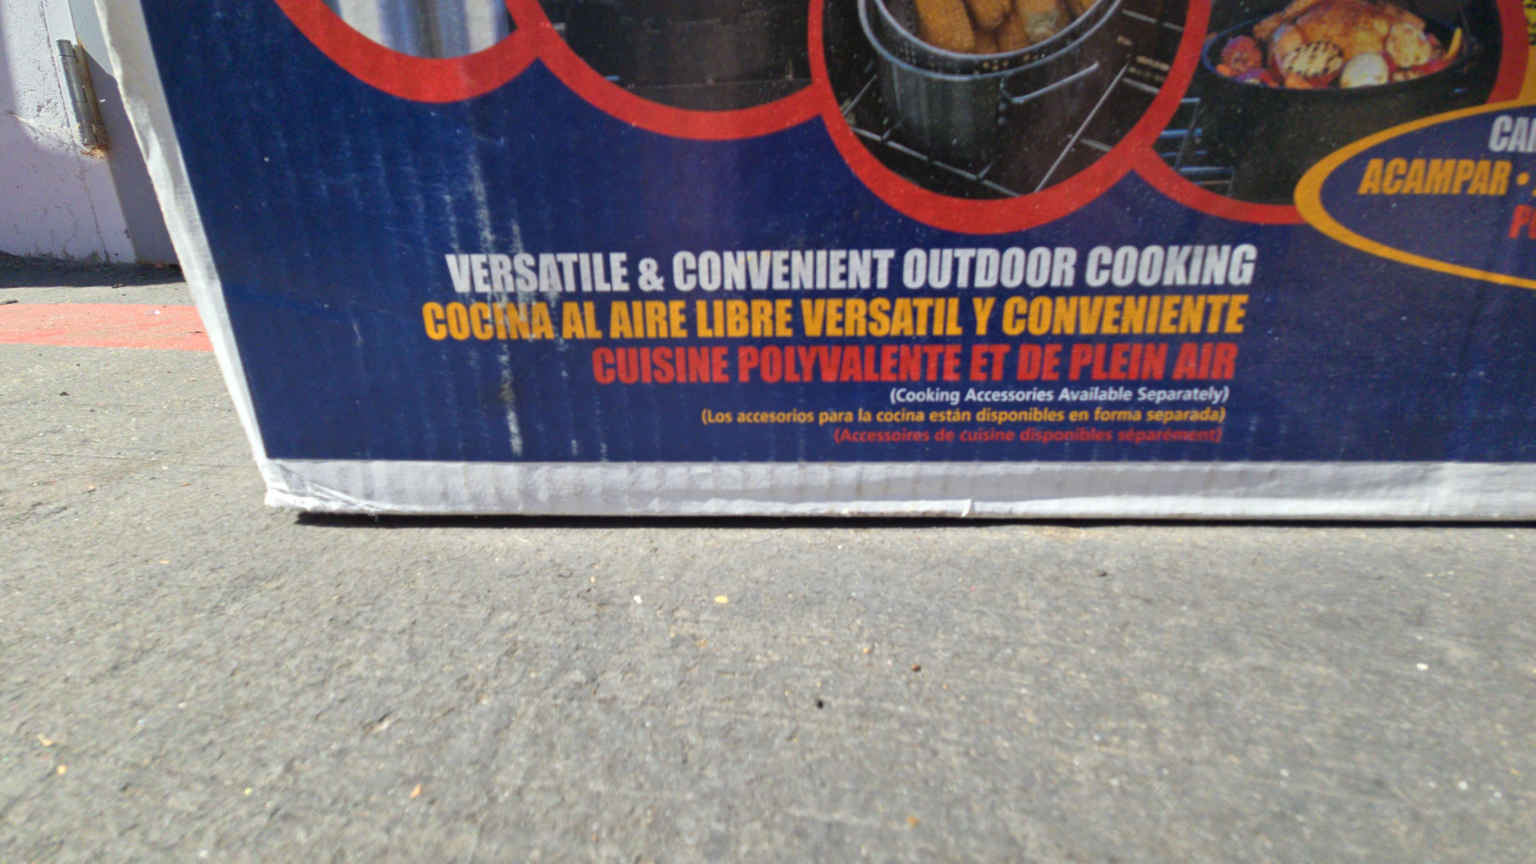 ACAMPAR •
VERSATILE & CONVENIENT OUTDOOR COOKING
COCINA AL AIRE LIBRE VERSATIL Y CONVENIENTE
CUISINE POLYVALENTE ET DE PLEIN AIR
(Cooking Accessories Available Separately)
(Los accesorios para la cocina están disponibles en forma separada)
(Accessoires de cuisine disponibles séparément)